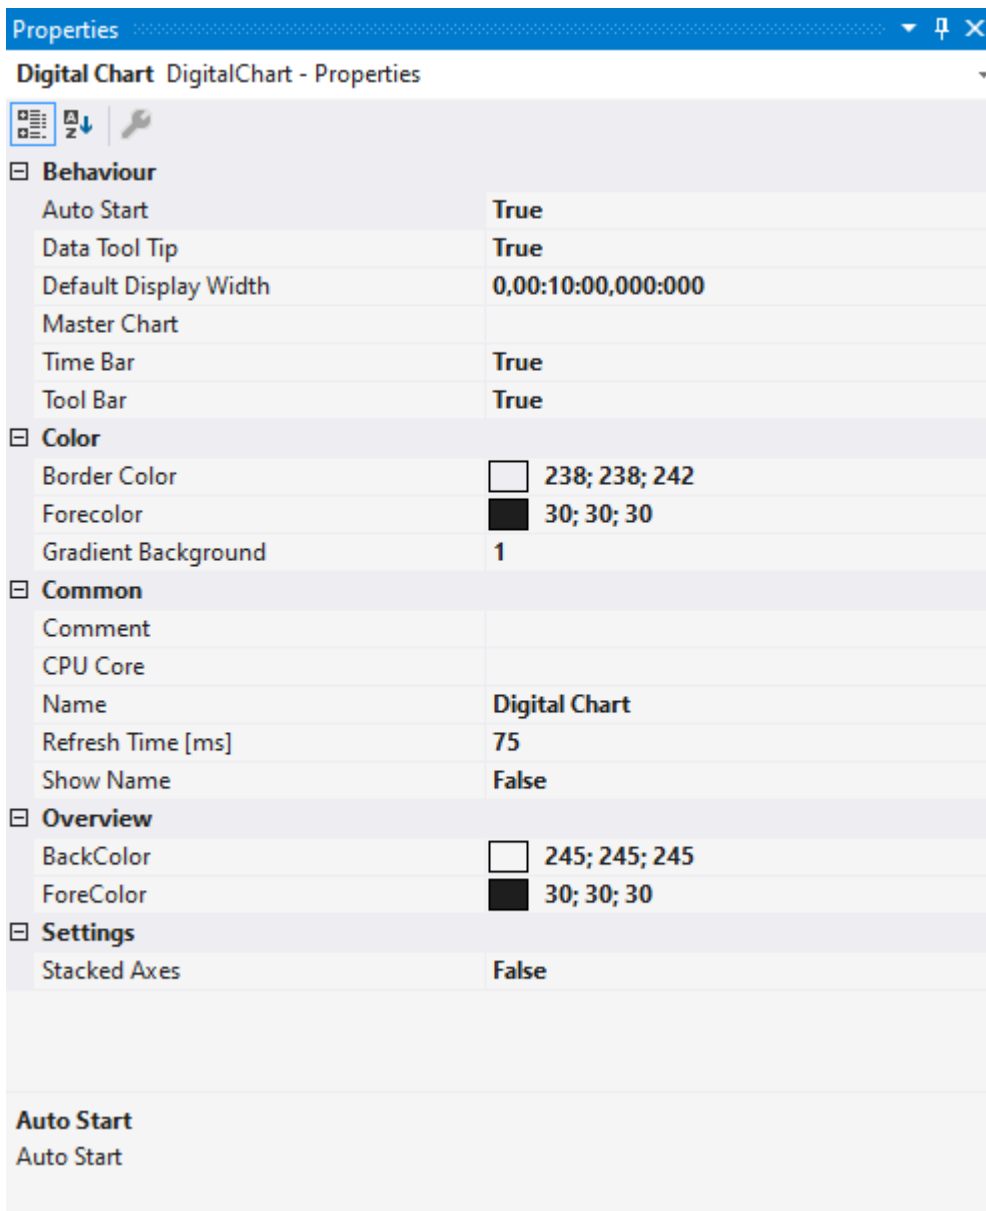 Properties
Digital Chart DigitalChart - Properties
Behaviour
Auto Start True
Data Tool Tip True
Default Display Width 0,00:10:00,000:000
Master Chart
Time Bar True
Tool Bar True
Color
Border Color 238; 238; 242
Forecolor 30; 30; 30
Gradient Background 1
Common
Comment
CPU Core
Name Digital Chart
Refresh Time [ms] 75
Show Name False
Overview
BackColor 245; 245; 245
ForeColor 30; 30; 30
Settings
Stacked Axes False
Auto Start
Auto Start